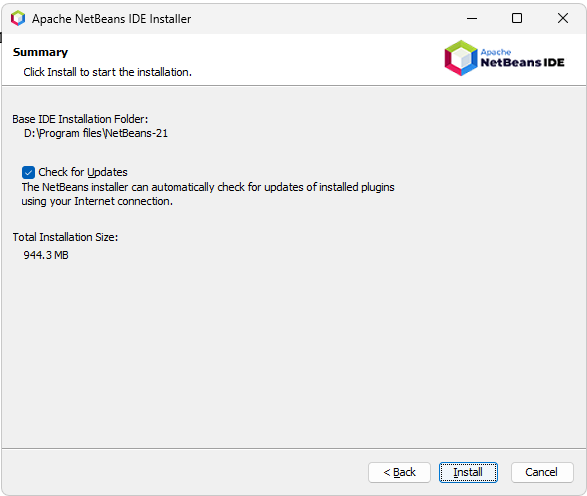 Apache NetBeans IDE Installer
Summary
Click Install to start the installation.
Apache
NetBeans IDE
Base IDE Installation Folder:
D:\Program files\NetBeans-21
Check for Updates
The NetBeans installer can automatically check for updates of installed plugins
using your Internet connection.
Total Installation Size:
944.3 MB
< Back
Install
Cancel